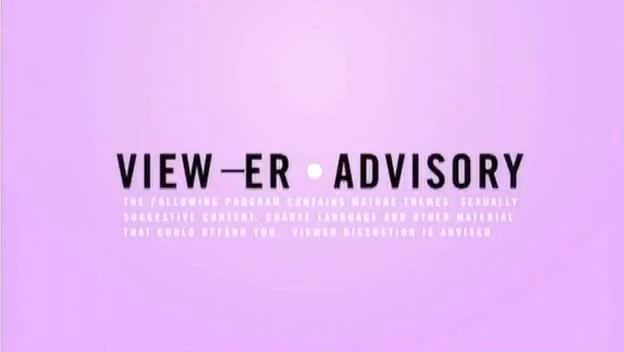 VIEW–ER • ADVISORY
THE FOLLOWING PROGRAM CONTAINS MATURE THEMES, SEXUALLY
SUGGESTIVE CONTENT, COARSE LANGUAGE AND OTHER MATERIAL
THAT COULD OFFEND YOU. VIEWER DISCRETION IS ADVISED.